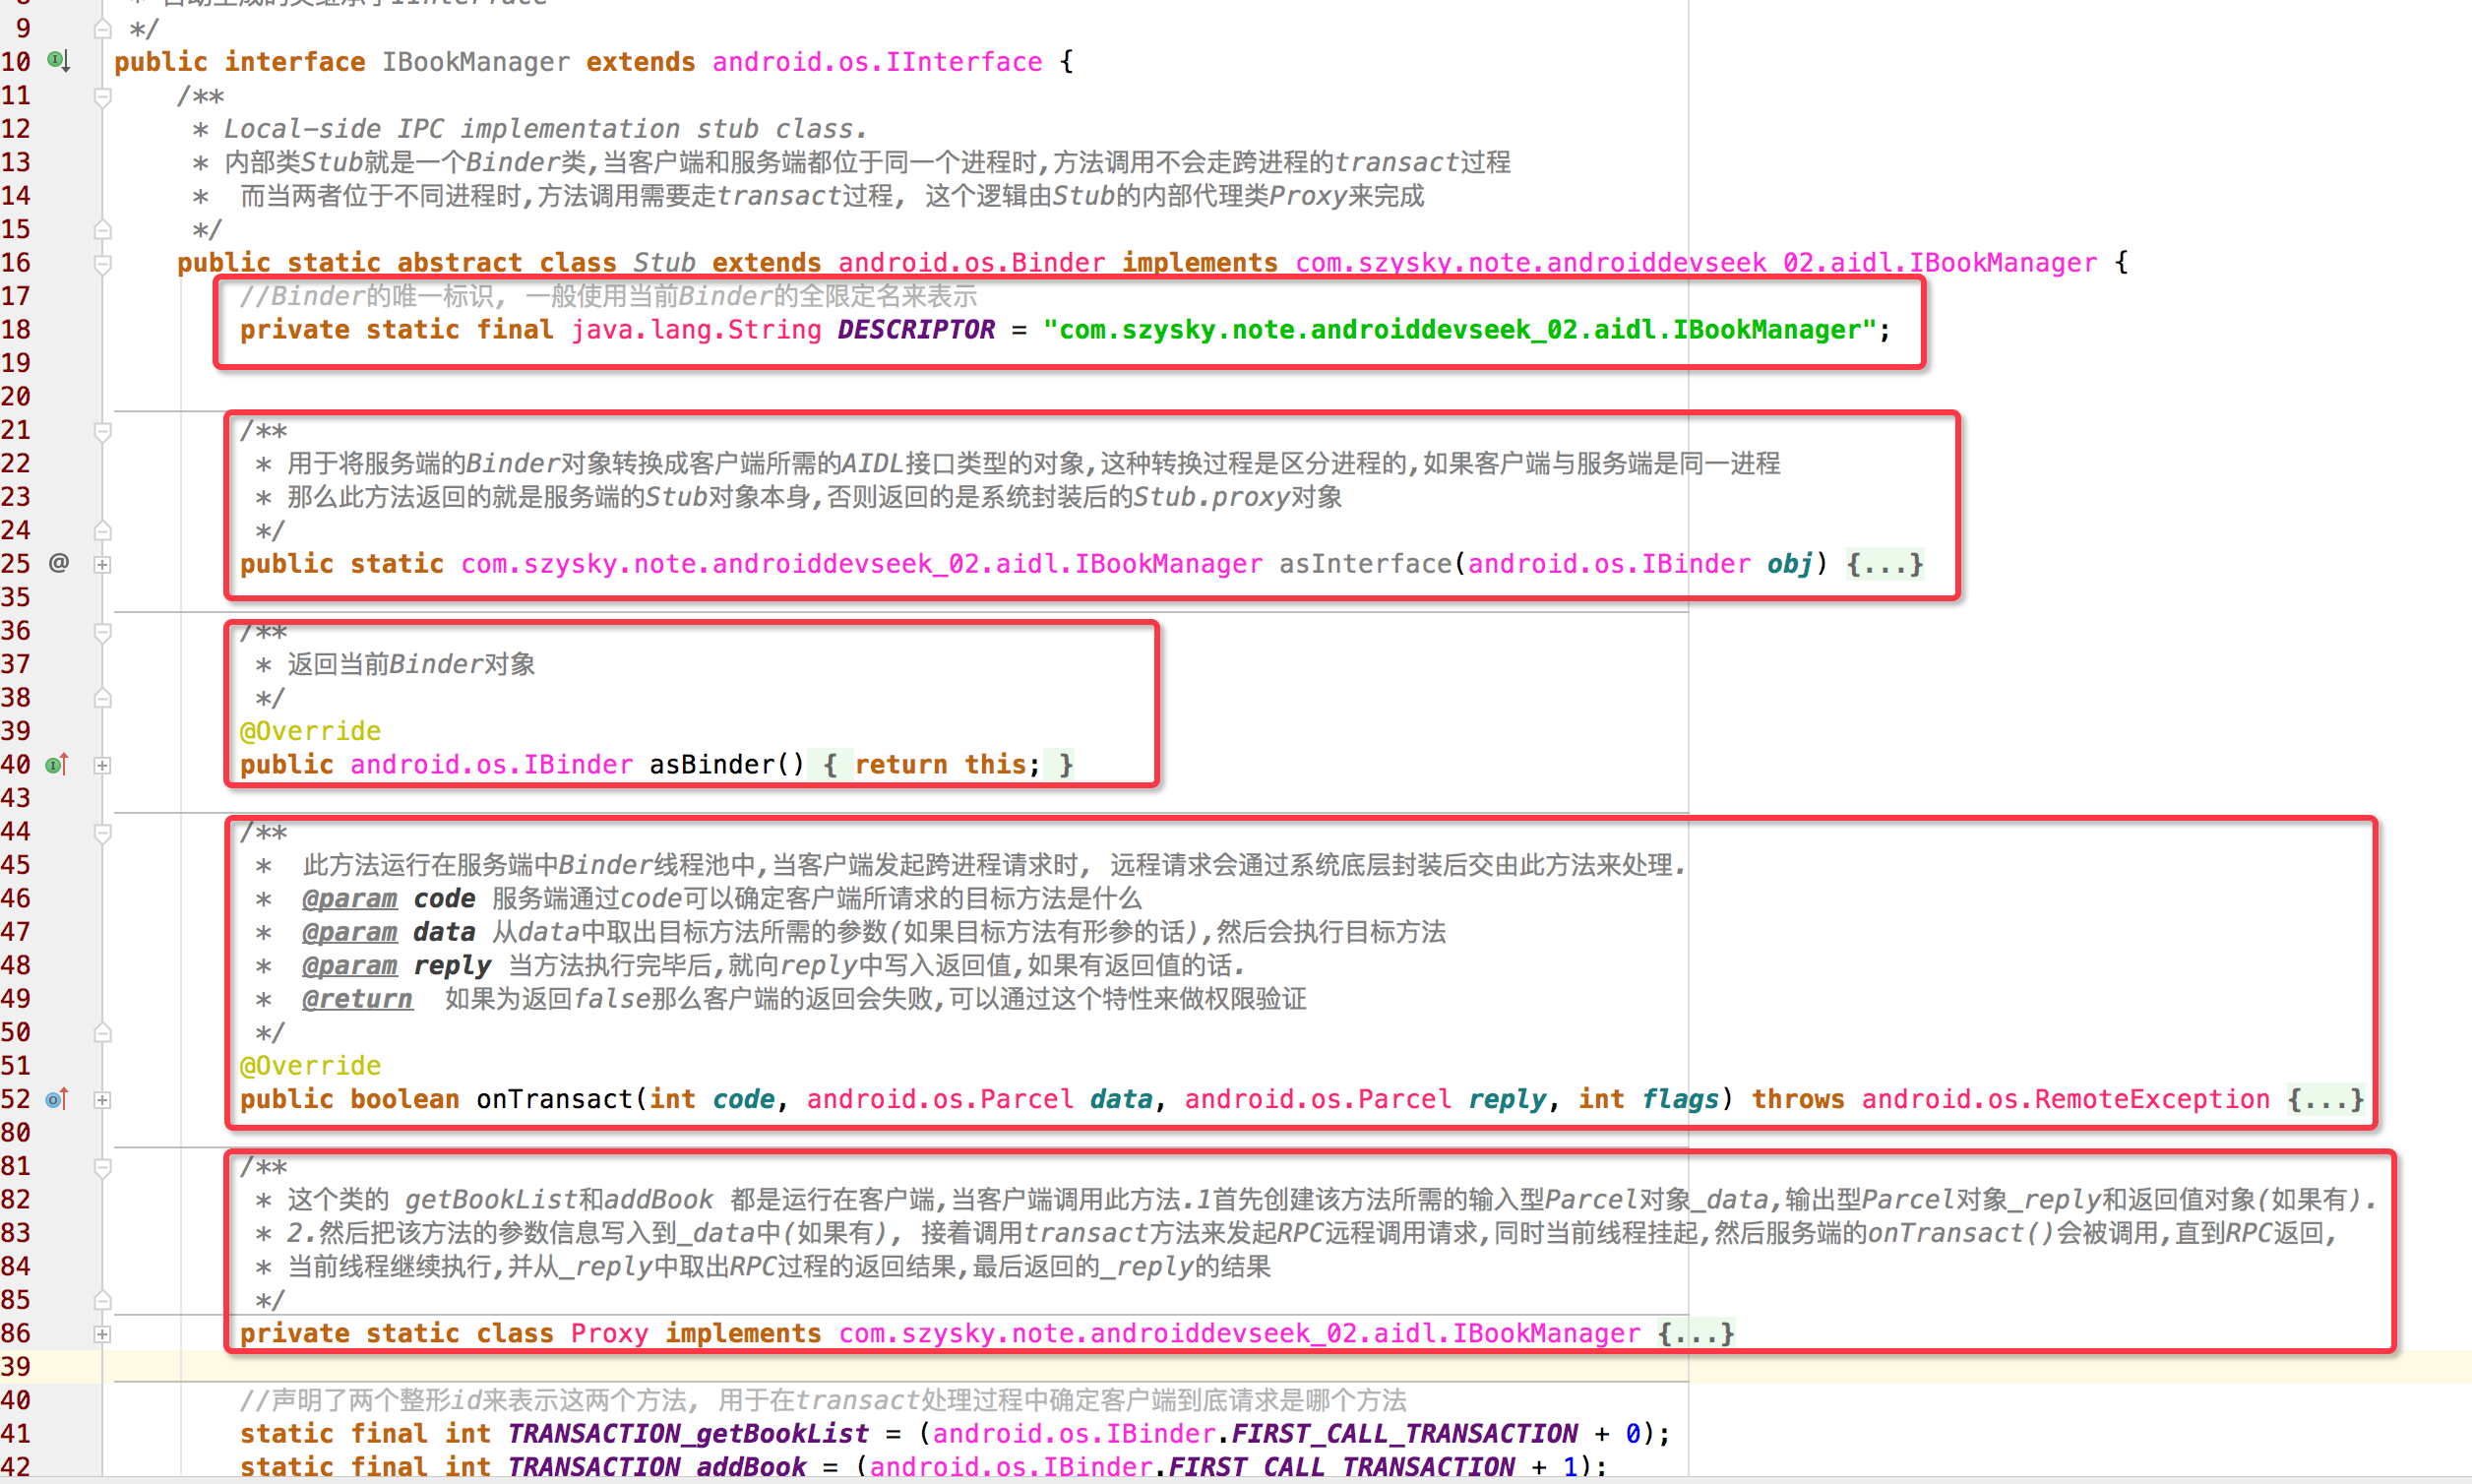 * 自动生成的类继承了IInterface
9 */
10 public interface IBookManager extends android.os.IInterface {
11 /**
12 * Local-side IPC implementation stub class.
13 * 内部类Stub就是一个Binder类,当客户端和服务端都位于同一个进程时,方法调用不会走跨进程的transact过程
14 * 而当两者位于不同进程时,方法调用需要走transact过程, 这个逻辑由Stub的内部代理类Proxy来完成
15 */
16 public static abstract class Stub extends android.os.Binder implements com.szysky.note.androiddevseek_02.aidl.IBookManager {
17 //Binder的唯一标识, 一般使用当前Binder的全限定名来表示
18 private static final java.lang.String DESCRIPTOR = "com.szysky.note.androiddevseek_02.aidl.IBookManager";
19
20
21 /**
22 * 用于将服务端的Binder对象转换成客户端所需的AIDL接口类型的对象,这种转换过程是区分进程的,如果客户端与服务端是同一进程
23 * 那么此方法返回的就是服务端的Stub对象本身,否则返回的是系统封装后的Stub.proxy对象
24 */
25 @ public static com.szysky.note.androiddevseek_02.aidl.IBookManager asInterface(android.os.IBinder obj) {...}
35
36 /**
37 * 返回当前Binder对象
38 */
39 @Override
40 public android.os.IBinder asBinder() { return this; }
43
44 /**
45 * 此方法运行在服务端中Binder线程池中,当客户端发起跨进程请求时, 远程请求会通过系统底层封装后交由此方法来处理.
46 * @param code 服务端通过code可以确定客户端所请求的目标方法是什么
47 * @param data 从data中取出目标方法所需的参数(如果目标方法有形参的话),然后会执行目标方法
48 * @param reply 当方法执行完毕后,就向reply中写入返回值,如果有返回值的话.
49 * @return 如果为返回false那么客户端的返回会失败,可以通过这个特性来做权限验证
50 */
51 @Override
52 public boolean onTransact(int code, android.os.Parcel data, android.os.Parcel reply, int flags) throws android.os.RemoteException {...}
80
81 /**
82 * 这个类的 getBookList和addBook 都是运行在客户端,当客户端调用此方法.1首先创建该方法所需的输入型Parcel对象_data,输出型Parcel对象_reply和返回值对象(如果有).
83 * 2.然后把该方法的参数信息写入到_data中(如果有), 接着调用transact方法来发起RPC远程调用请求,同时当前线程挂起,然后服务端的onTransact()会被调用,直到RPC返回,
84 * 当前线程继续执行,并从_reply中取出RPC过程的返回结果,最后返回的_reply的结果
85 */
86 private static class Proxy implements com.szysky.note.androiddevseek_02.aidl.IBookManager {...}
39
40 //声明了两个整形id来表示这两个方法, 用于在transact处理过程中确定客户端到底请求是哪个方法
41 static final int TRANSACTION_getBookList = (android.os.IBinder.FIRST_CALL_TRANSACTION + 0);
42 static final int TRANSACTION_addBook = (android.os.IBinder.FIRST_CALL_TRANSACTION + 1);